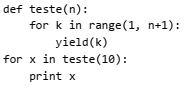 def teste(n):
    for k in range(1, n+1):
        yield(k)
for x in teste(10):
    print x